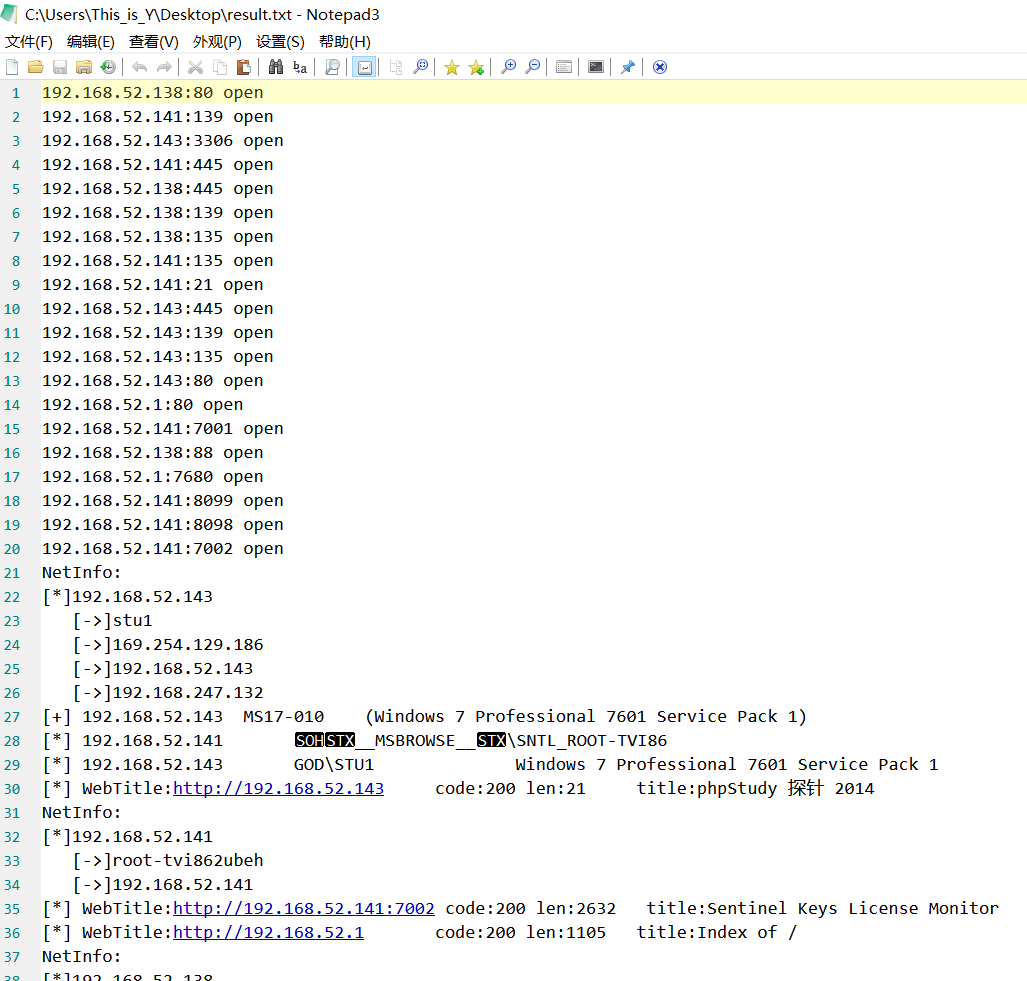 C:\Users\This_is_Y\Desktop\result.txt - Notepad3
文件(F) 编辑(E) 查看(V) 外观(P) 设置(S) 帮助(H)
1 192.168.52.138:80 open
2 192.168.52.141:139 open
3 192.168.52.143:3306 open
4 192.168.52.141:445 open
5 192.168.52.138:445 open
6 192.168.52.138:139 open
7 192.168.52.138:135 open
8 192.168.52.141:135 open
9 192.168.52.141:21 open
10 192.168.52.143:445 open
11 192.168.52.143:139 open
12 192.168.52.143:135 open
13 192.168.52.143:80 open
14 192.168.52.1:80 open
15 192.168.52.141:7001 open
16 192.168.52.138:88 open
17 192.168.52.1:7680 open
18 192.168.52.141:8099 open
19 192.168.52.141:8098 open
20 192.168.52.141:7002 open
21 NetInfo:
22 [*]192.168.52.143
23 [->]stu1
24 [->]169.254.129.186
25 [->]192.168.52.143
26 [->]192.168.247.132
27 [+] 192.168.52.143 MS17-010 (Windows 7 Professional 7601 Service Pack 1)
28 [*] 192.168.52.141 SOHSTX__MSBROWSE__STX\SNTL_ROOT-TVI86
29 [*] 192.168.52.143 GOD\STU1 Windows 7 Professional 7601 Service Pack 1
30 [*] WebTitle:http://192.168.52.143 code:200 len:21 title:phpStudy 探针 2014
31 NetInfo:
32 [*]192.168.52.141
33 [->]root-tvi862ubeh
34 [->]192.168.52.141
35 [*] WebTitle:http://192.168.52.141:7002 code:200 len:2632 title:Sentinel Keys License Monitor
36 [*] WebTitle:http://192.168.52.1 code:200 len:1105 title:Index of /
37 NetInfo:
38 [*]192.168.52.138